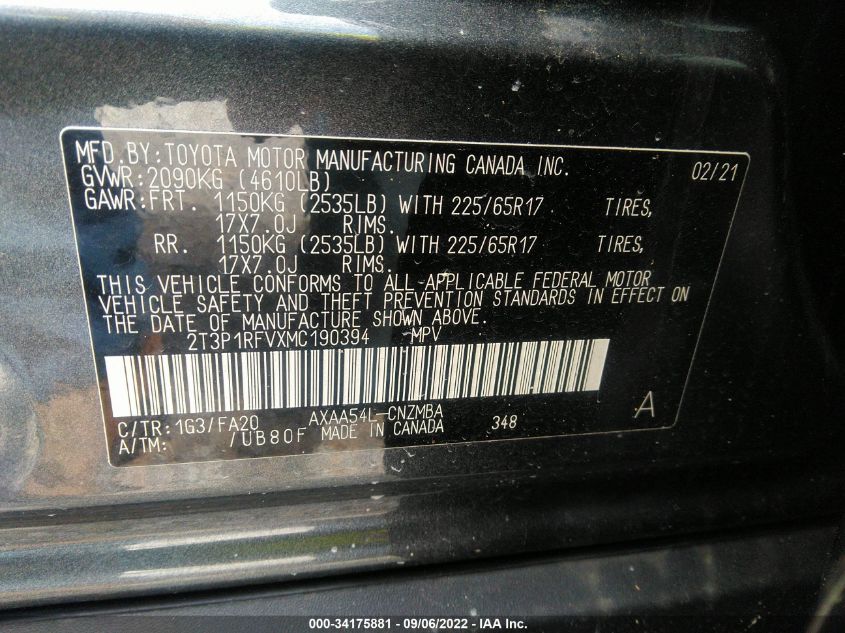 MFD.BY:TOYOTA MOTOR MANUFACTURING CANADA INC. 02/21
GVWR:2090KG (4610LB)
GAWR:FRT. 1150KG (2535LB) WITH 225/65R17 TIRES,
17X7.0J RIMS.
RR. 1150KG (2535LB) WITH 225/65R17 TIRES,
17X7.0J RIMS.
THIS VEHICLE CONFORMS TO ALL APPLICABLE FEDERAL MOTOR
VEHICLE SAFETY AND THEFT PREVENTION STANDARDS IN EFFECT ON
THE DATE OF MANUFACTURE SHOWN ABOVE.
2T3P1RFVXMC190394 MPV
C/TR:1G3/FA20 AXAA54L-CNZMBA A
A/TM: /UB80F MADE IN CANADA 348
000-34175881 - 09/06/2022 - IAA Inc.